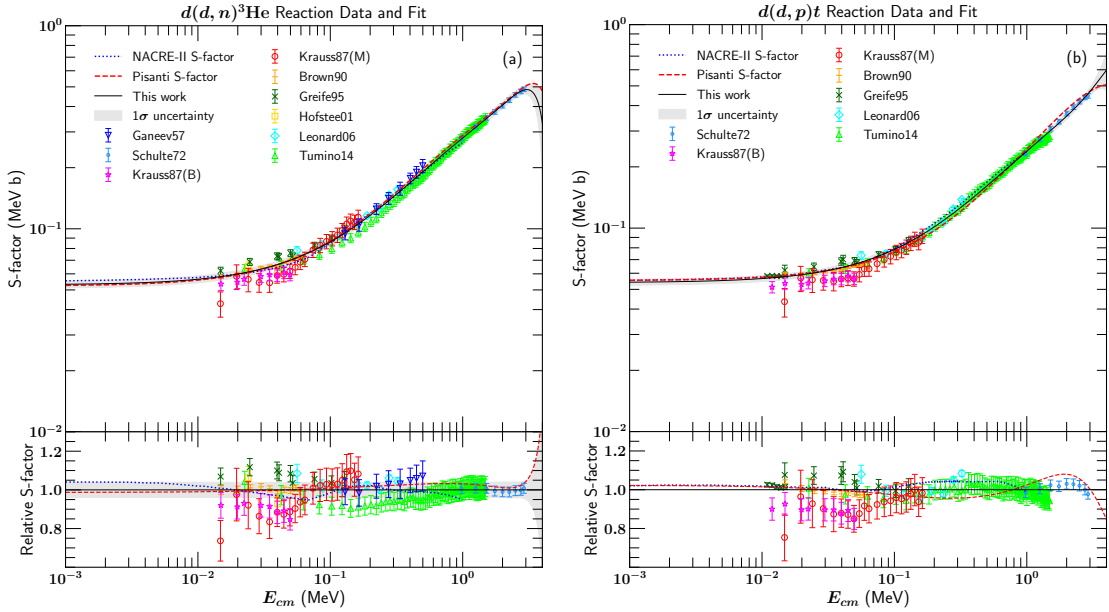 d(d, n)³He Reaction Data and Fit
10⁰
(a)
NACRE-II S-factor
Pisanti S-factor
This work
1σ uncertainty
Ganeev57
Schulte72
Krauss87(B)
Krauss87(M)
Brown90
Greife95
Hofstee01
Leonard06
Tumino14
S-factor (MeV b)
10⁻¹
10⁻²
1.2
1.0
0.8
Relative S-factor
10⁻³
10⁻²
10⁻¹
10⁰
E_cm (MeV)
d(d, p)t Reaction Data and Fit
10⁰
(b)
NACRE-II S-factor
Pisanti S-factor
This work
1σ uncertainty
Schulte72
Krauss87(B)
Krauss87(M)
Brown90
Greife95
Leonard06
Tumino14
S-factor (MeV b)
10⁻¹
10⁻²
1.2
1.0
0.8
Relative S-factor
10⁻³
10⁻²
10⁻¹
10⁰
E_cm (MeV)